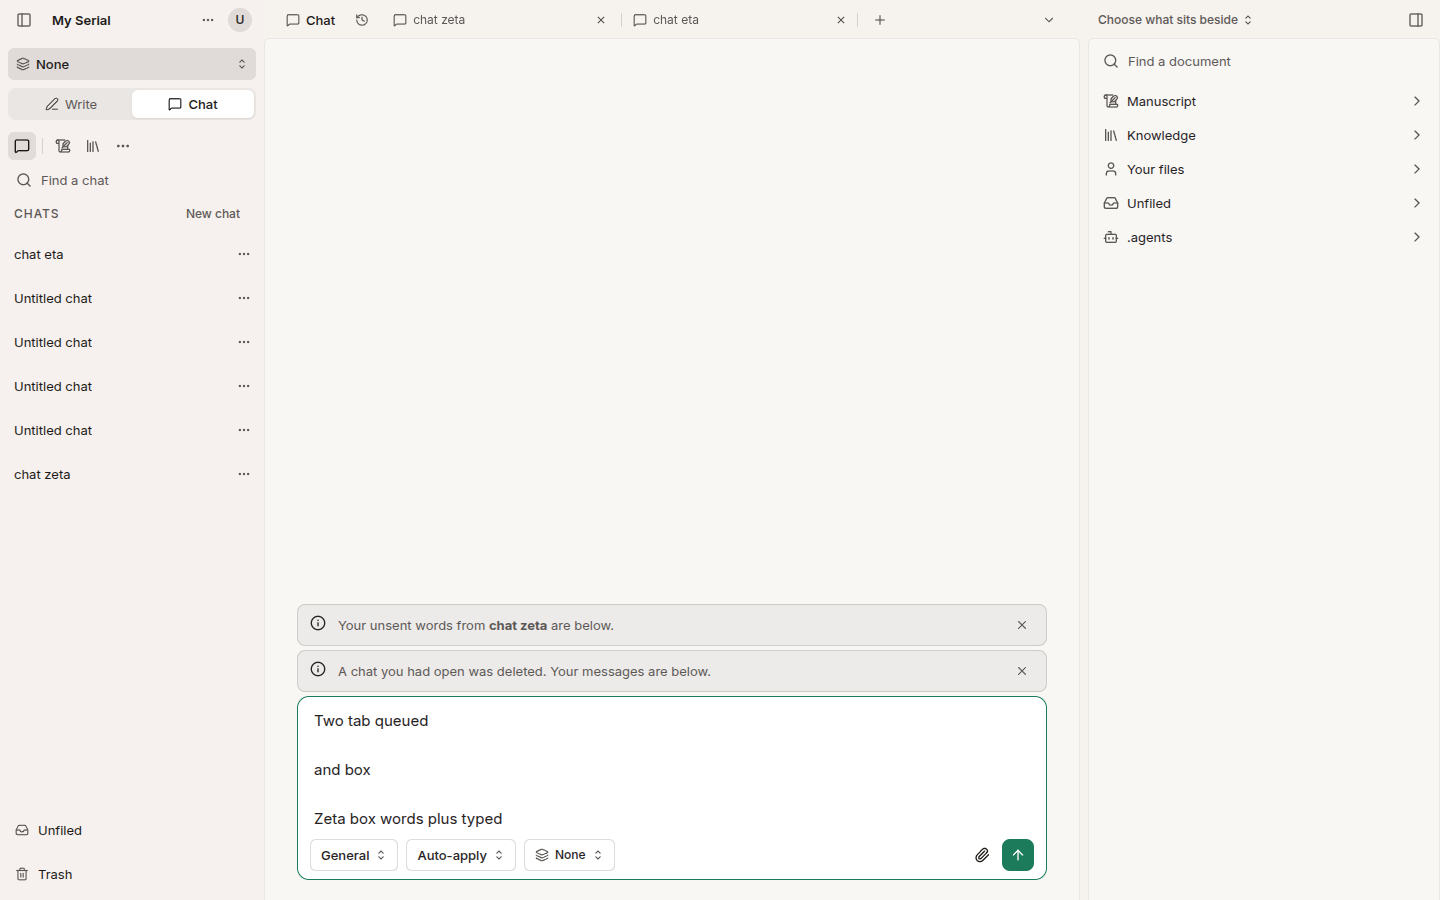 My Serial
U
None
Write
Chat
Find a chat
CHATS
New chat
chat eta
Untitled chat
Untitled chat
Untitled chat
Untitled chat
chat zeta
Unfiled
Trash
Chat
chat zeta
chat eta
Your unsent words from chat zeta are below.
A chat you had open was deleted. Your messages are below.
Two tab queued
and box
Zeta box words plus typed
General
Auto-apply
None
Choose what sits beside
Find a document
Manuscript
Knowledge
Your files
Unfiled
.agents